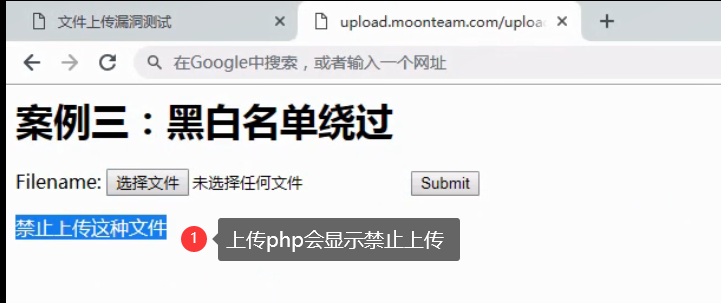 文件上传漏洞测试
upload.moonteam.com/uploa
在Google中搜索，或者输入一个网址
案例三：黑白名单绕过
Filename: 选择文件 未选择任何文件 Submit
禁止上传这种文件
1 上传php会显示禁止上传